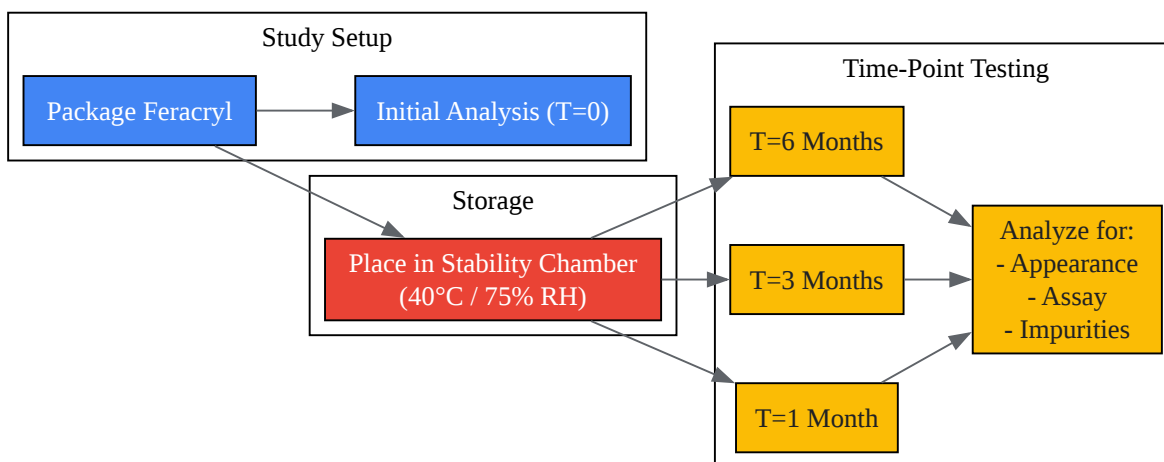 Study Setup
Package Feracryl
Initial Analysis (T=0)
Storage
Place in Stability Chamber
(40°C / 75% RH)
Time-Point Testing
T=6 Months
T=3 Months
T=1 Month
Analyze for:
- Appearance
- Assay
- Impurities